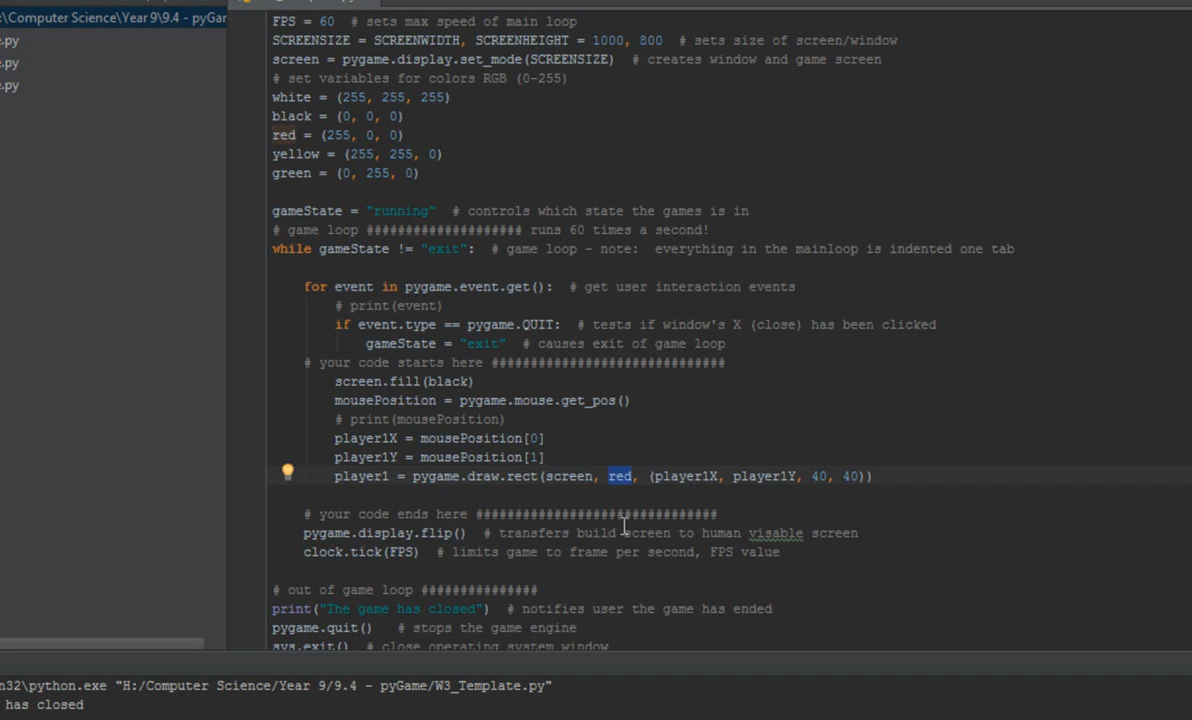 :\Computer Science\Year 9\9.4 - pyGar
e.py
e.py
e.py
FPS = 60  # sets max speed of main loop
SCREENSIZE = SCREENWIDTH, SCREENHEIGHT = 1000, 800  # sets size of screen/window
screen = pygame.display.set_mode(SCREENSIZE)  # creates window and game screen
# set variables for colors RGB (0-255)
white = (255, 255, 255)
black = (0, 0, 0)
red = (255, 0, 0)
yellow = (255, 255, 0)
green = (0, 255, 0)
gameState = "running"  # controls which state the games is in
# game loop #################### runs 60 times a second!
while gameState != "exit":  # game loop - note:  everything in the mainloop is indented one tab
for event in pygame.event.get():  # get user interaction events
# print(event)
if event.type == pygame.QUIT:  # tests if window's X (close) has been clicked
gameState = "exit"  # causes exit of game loop
# your code starts here ##############################
screen.fill(black)
mousePosition = pygame.mouse.get_pos()
# print(mousePosition)
player1X = mousePosition[0]
player1Y = mousePosition[1]
player1 = pygame.draw.rect(screen, red, (player1X, player1Y, 40, 40))
# your code ends here ###############################
pygame.display.flip()  # transfers build screen to human visable screen
clock.tick(FPS)  # limits game to frame per second, FPS value
# out of game loop ###############
print("The game has closed")  # notifies user the game has ended
pygame.quit()   # stops the game engine
sys.exit()  # close operating system window
n32\python.exe "H:/Computer Science/Year 9/9.4 - pyGame/W3_Template.py"
has closed